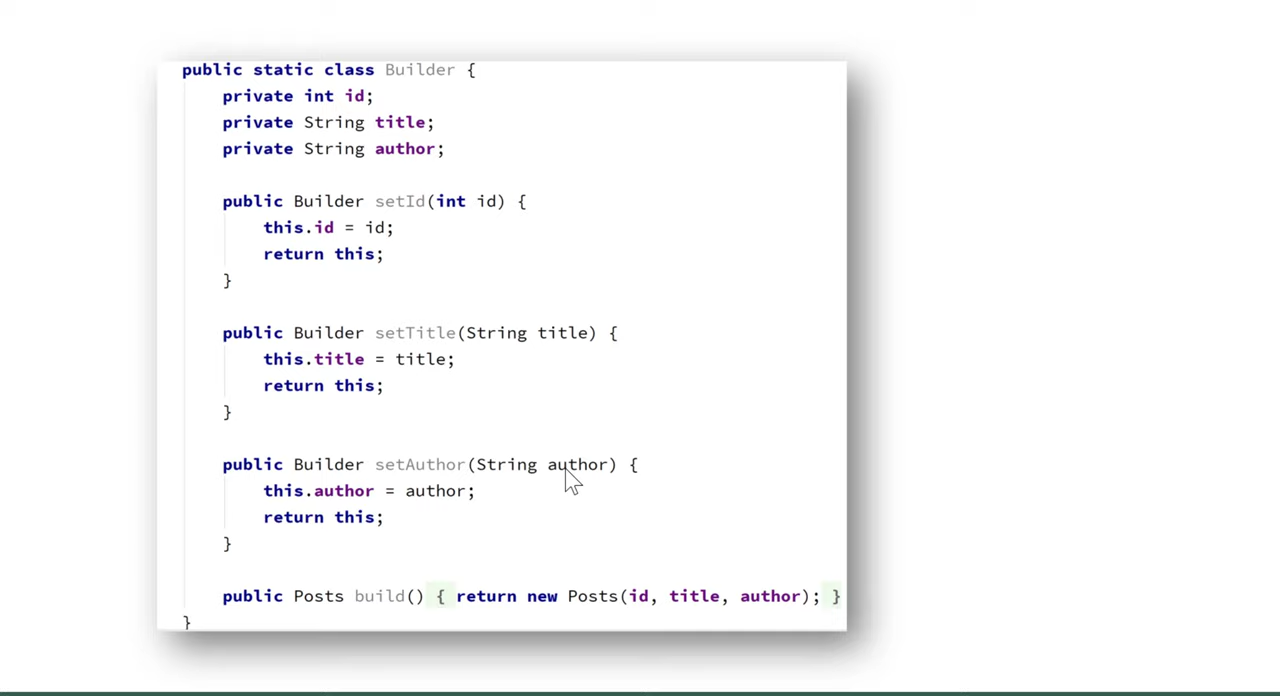 public static class Builder {
private int id;
private String title;
private String author;
public Builder setId(int id) {
this.id = id;
return this;
}
public Builder setTitle(String title) {
this.title = title;
return this;
}
public Builder setAuthor(String author) {
this.author = author;
return this;
}
public Posts build() { return new Posts(id, title, author); }
}